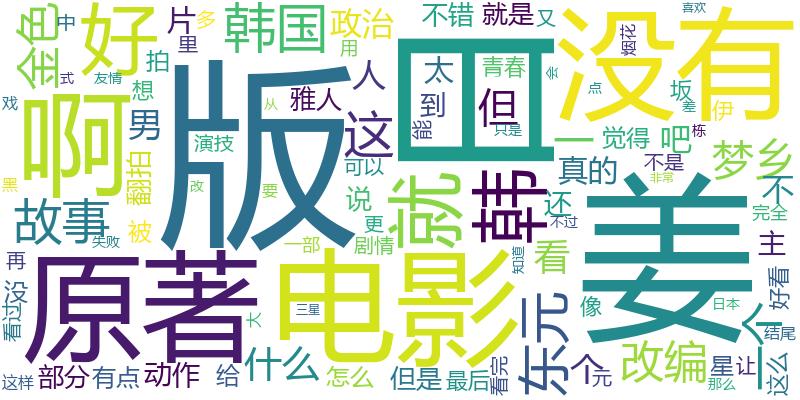 版
姜
没有
电影
原著
日
啊
韩
就
好
故事
韩国
东元
金色
改编
梦乡
这
人
但
一
个
政治
片
不错
就是
又
喜欢
中
多
里
用
友情
式
拍
想
戏
从
雅人
男
演技
能
翻拍
太
到
青春
只是
会
点
烟花
坂
差
伊
栋
觉得
吧
真的
不是
非常
不
可以
说
更
还
不过
完全
主
黑
改
要
失败
被
一部
剧情
看
知道
再
没
看过
大
三星
像
日本
好看
结尾
这样
部分
有点
动作
给
什么
怎么
但是
最后
看完
个
元
星
让
那么
这么